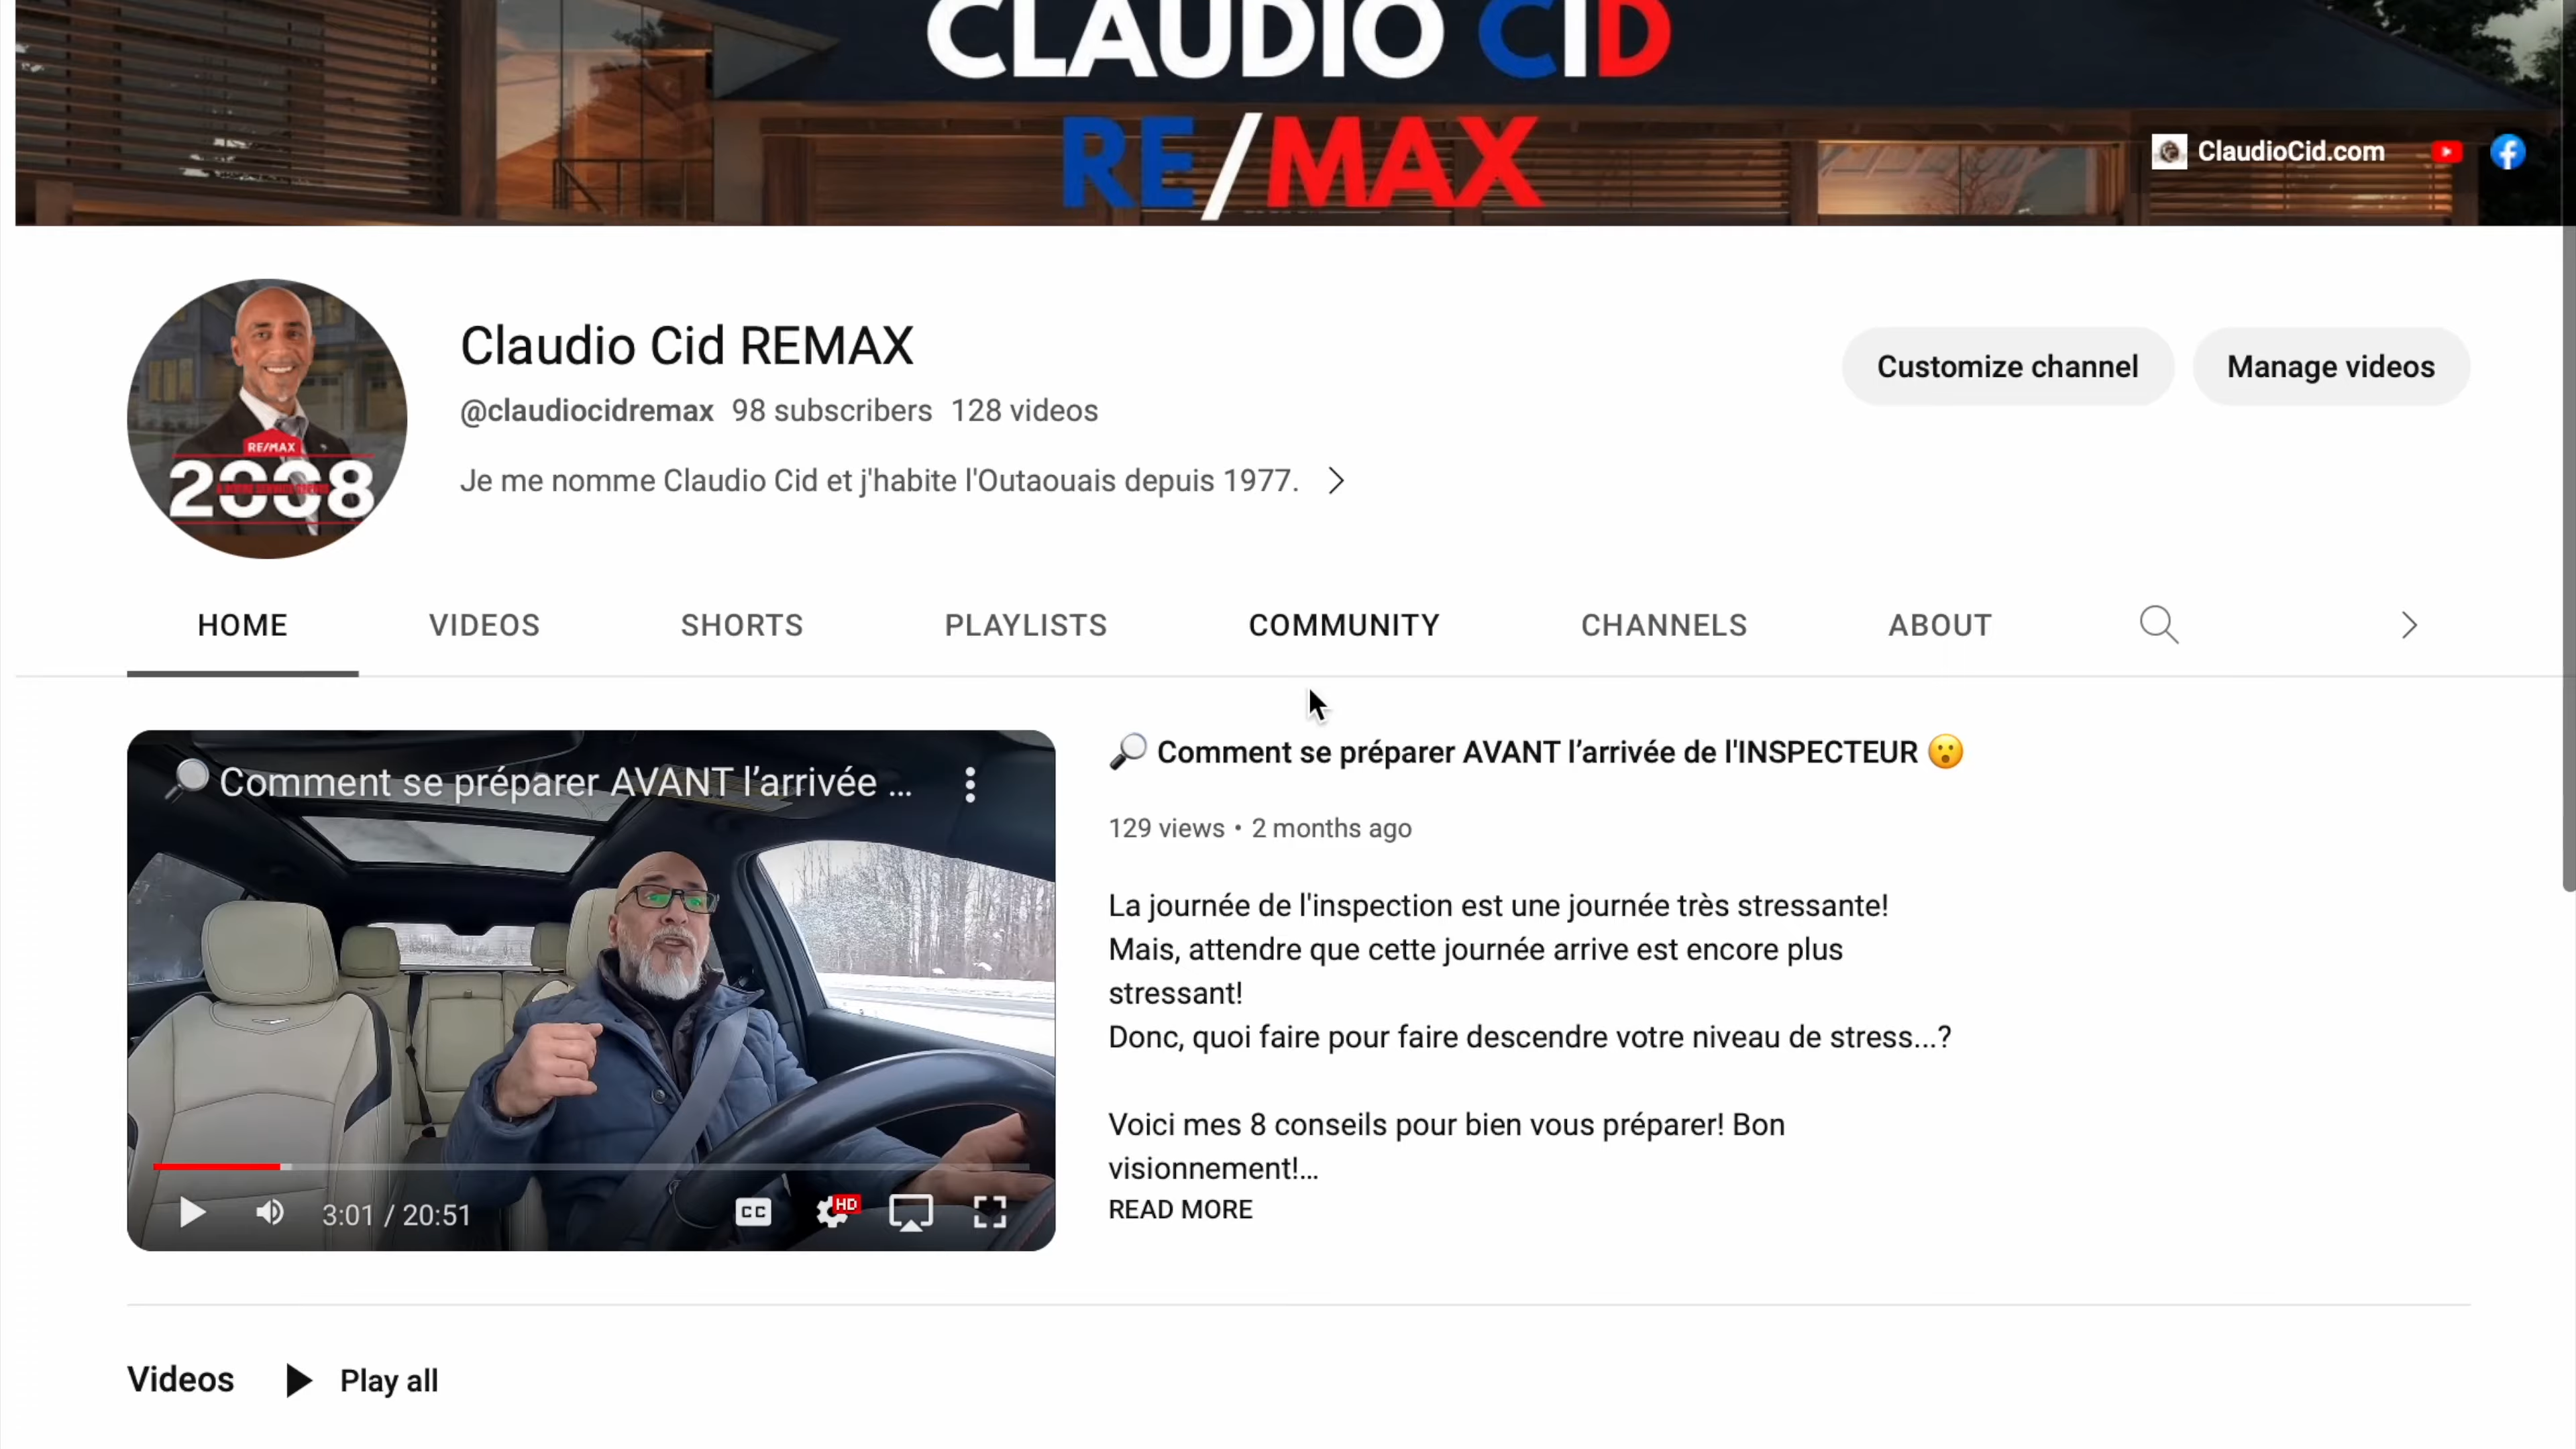 CLAUDIO CID
RE/MAX
ClaudioCid.com
RE/MAX
2008
Claudio Cid REMAX
@claudiocidremax 98 subscribers 128 videos
Je me nomme Claudio Cid et j'habite l'Outaouais depuis 1977.
Customize channel
Manage videos
HOME VIDEOS SHORTS PLAYLISTS COMMUNITY CHANNELS ABOUT
🔎 Comment se préparer AVANT l’arrivée ...
3:01 / 20:51
CC
HD
🔎 Comment se préparer AVANT l’arrivée de l'INSPECTEUR 😮
129 views • 2 months ago
La journée de l'inspection est une journée très stressante!
Mais, attendre que cette journée arrive est encore plus
stressant!
Donc, quoi faire pour faire descendre votre niveau de stress...?
Voici mes 8 conseils pour bien vous préparer! Bon
visionnement!...
READ MORE
Videos
Play all